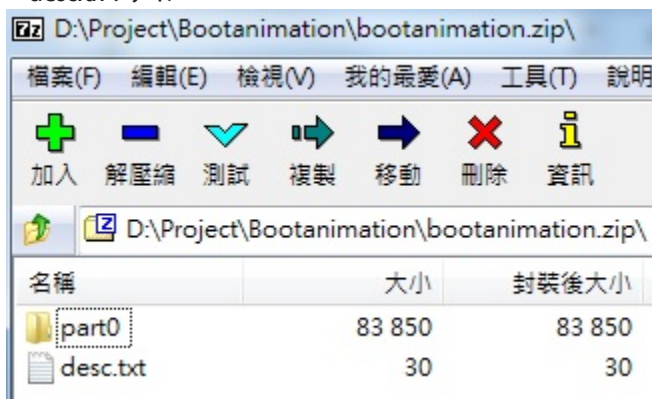 D:\Project\Bootanimation\bootanimation.zip\
檔案(F) 編輯(E) 檢視(V) 我的最愛(A) 工具(T) 說明
加入 解壓縮 測試 複製 移動 刪除 資訊
D:\Project\Bootanimation\bootanimation.zip\
名稱 大小 封裝後大小
part0 83 850 83 850
desc.txt 30 30